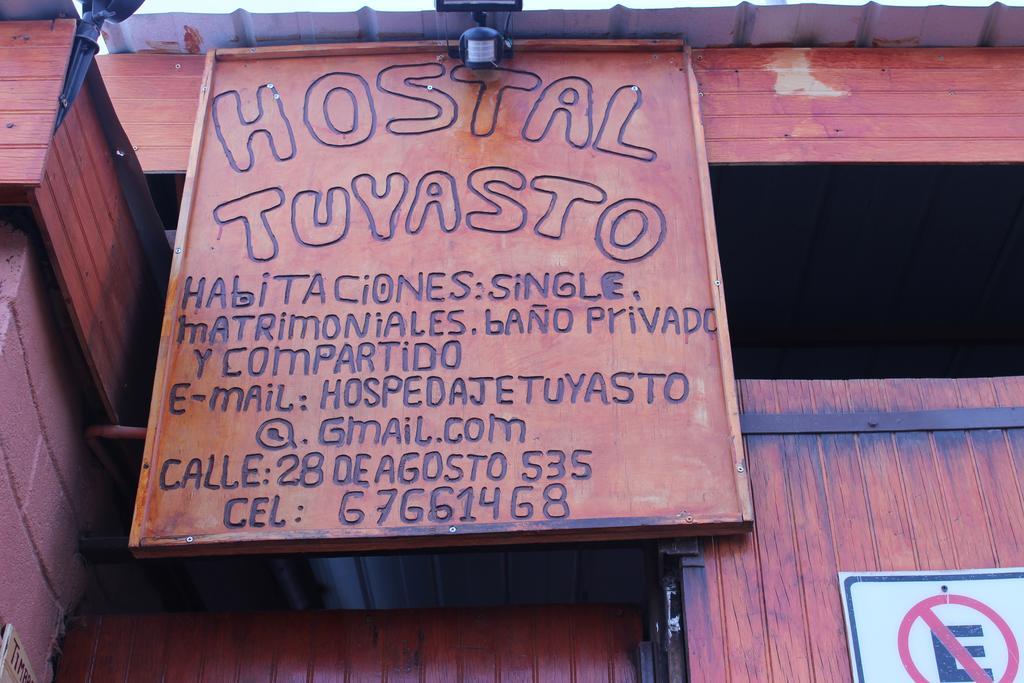 HOSTAL
TUYASTO
HAbiTACiONES: SiNGLE.
MATRIMONIALES. bAÑO PriVADO
Y COMPARTIDO
E-MAIL: HOSPEDAJETUYASTO
@. GMAiL.COM
CALLE: 28 DE AGOSTO 535
CEL: 67661468
E